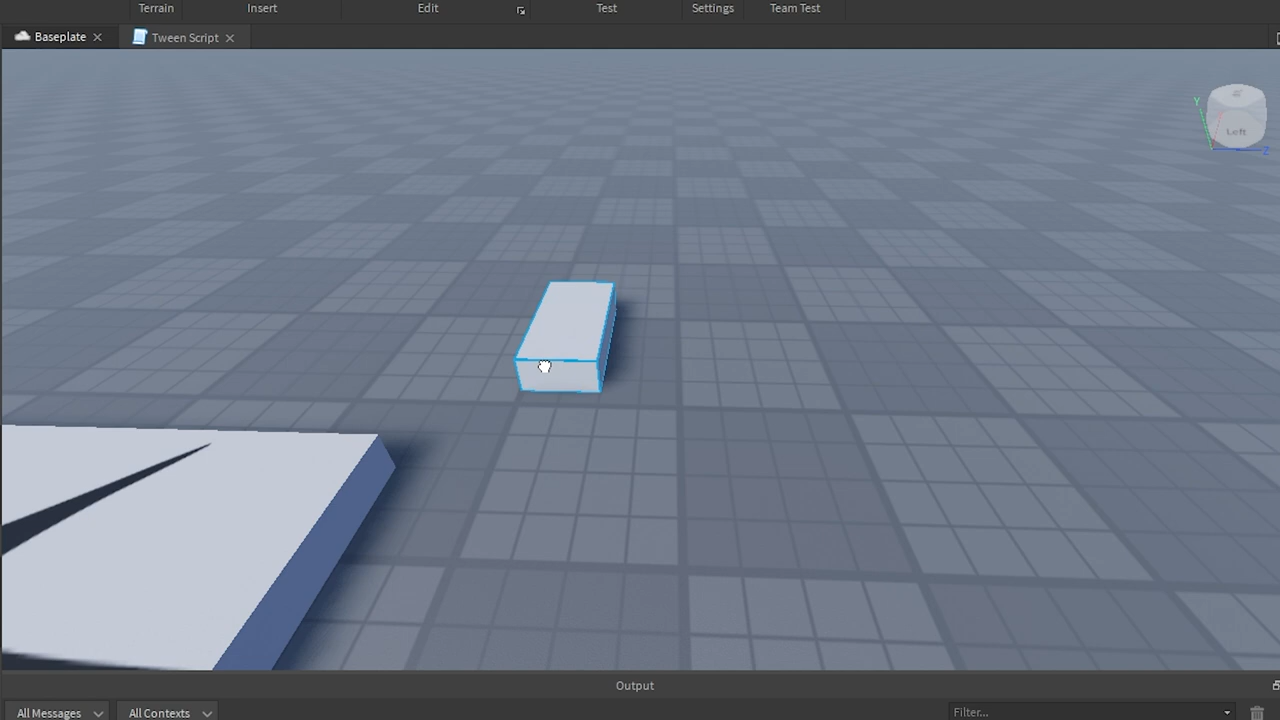 Terrain Insert Edit Test Settings Team Test
Baseplate Tween Script
Y
Left
Z
Output
All Messages All Contexts Filter...